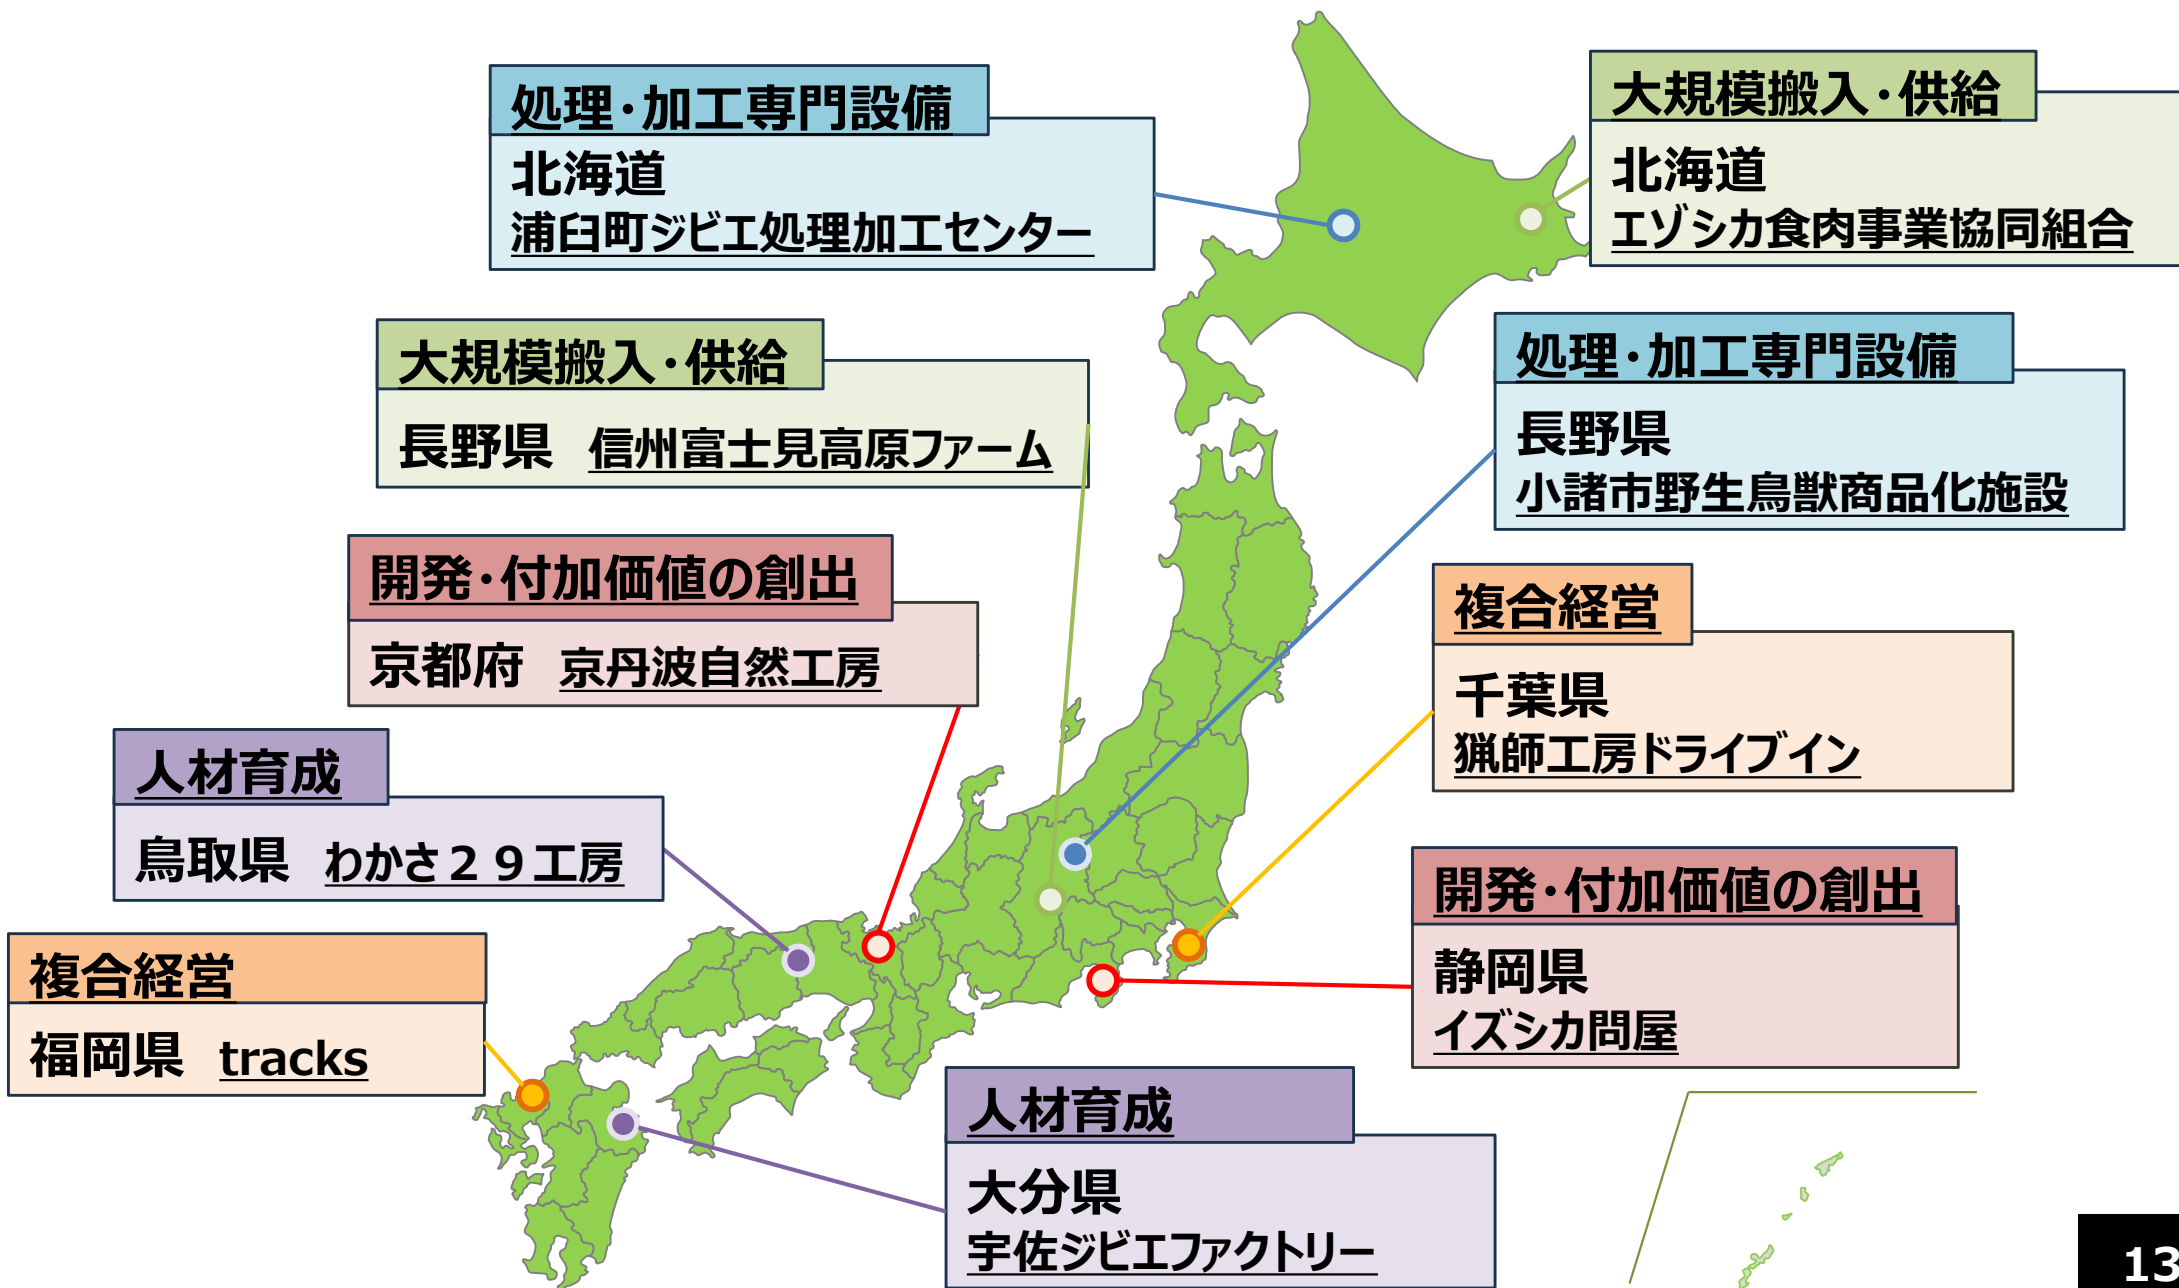 処理・加工専門設備
北海道
浦臼町ジビエ処理加工センター
大規模搬入・供給
北海道
エゾシカ食肉事業協同組合
大規模搬入・供給
長野県 信州富士見高原ファーム
処理・加工専門設備
長野県
小諸市野生鳥獣商品化施設
開発・付加価値の創出
京都府 京丹波自然工房
複合経営
千葉県
猟師工房ドライブイン
人材育成
鳥取県 わかさ２９工房
開発・付加価値の創出
静岡県
イズシカ問屋
複合経営
福岡県 tracks
人材育成
大分県
宇佐ジビエファクトリー
13